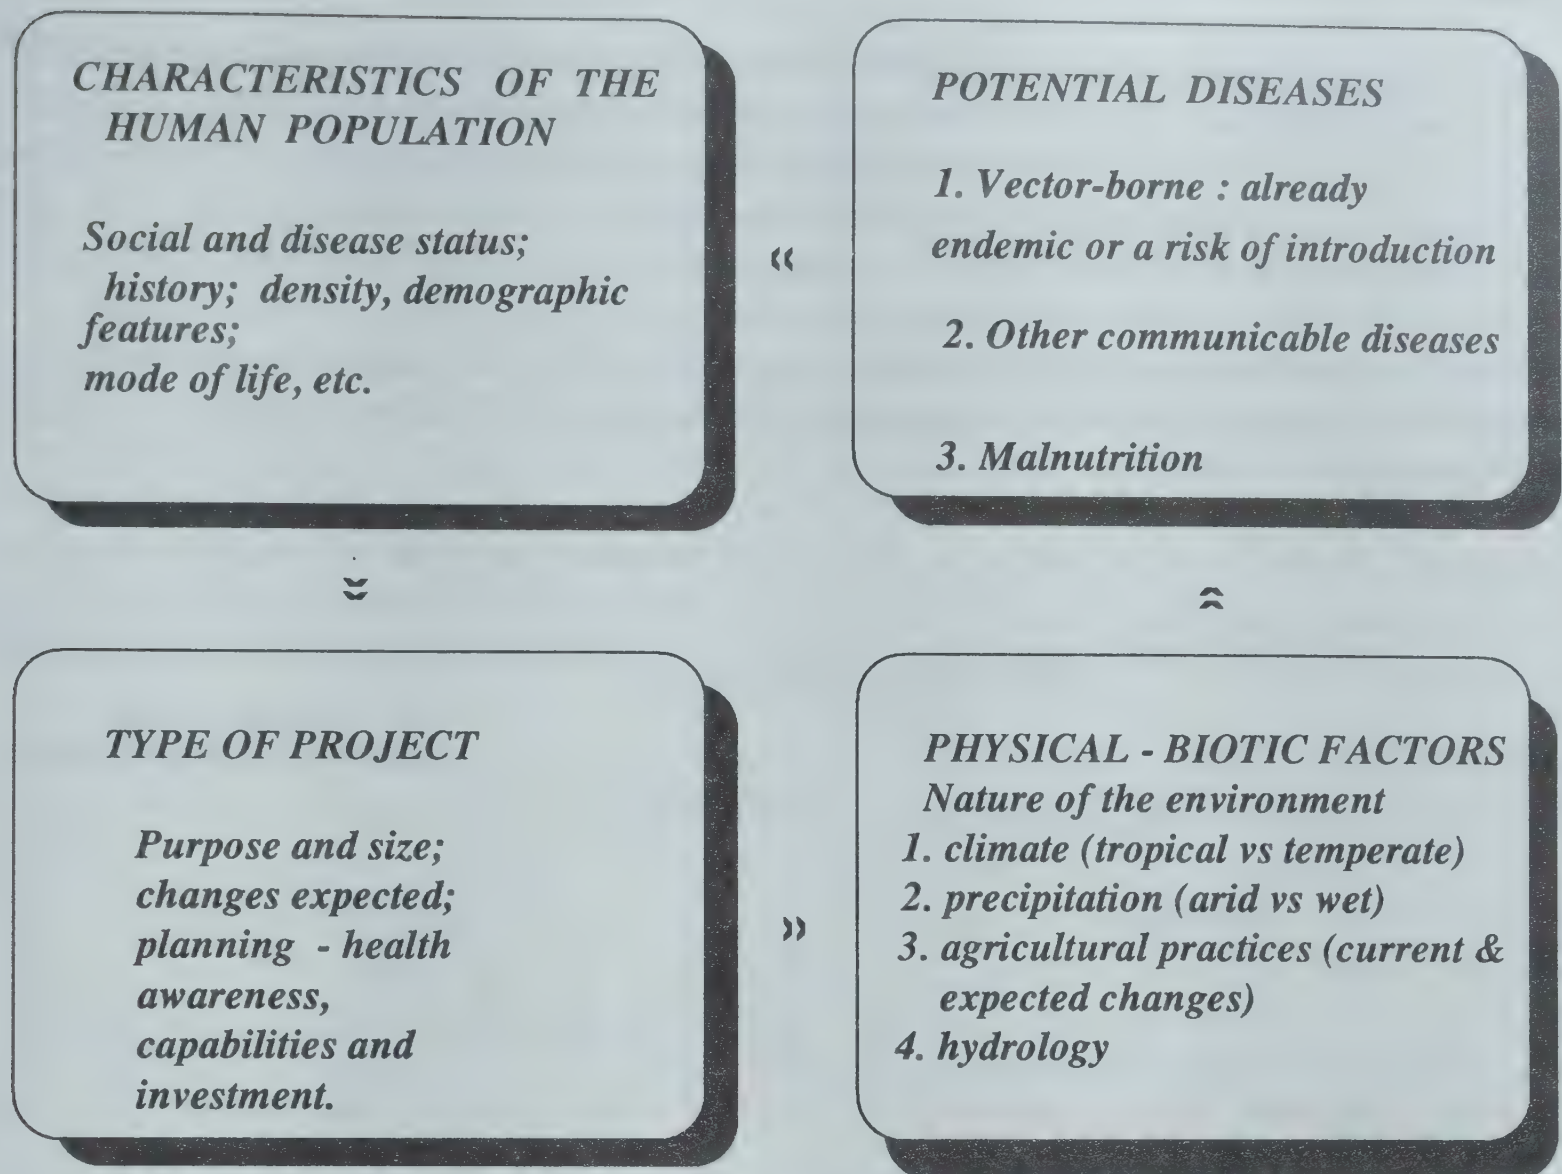 CHARACTERISTICS OF THE
HUMAN POPULATION
Social and disease status;
history; density, demographic
features;
mode of life, etc.
«
POTENTIAL DISEASES
1. Vector-borne : already
endemic or a risk of introduction
2. Other communicable diseases
3. Malnutrition
TYPE OF PROJECT
Purpose and size;
changes expected;
planning - health
awareness,
capabilities and
investment.
»
PHYSICAL - BIOTIC FACTORS
Nature of the environment
1. climate (tropical vs temperate)
2. precipitation (arid vs wet)
3. agricultural practices (current &
expected changes)
4. hydrology